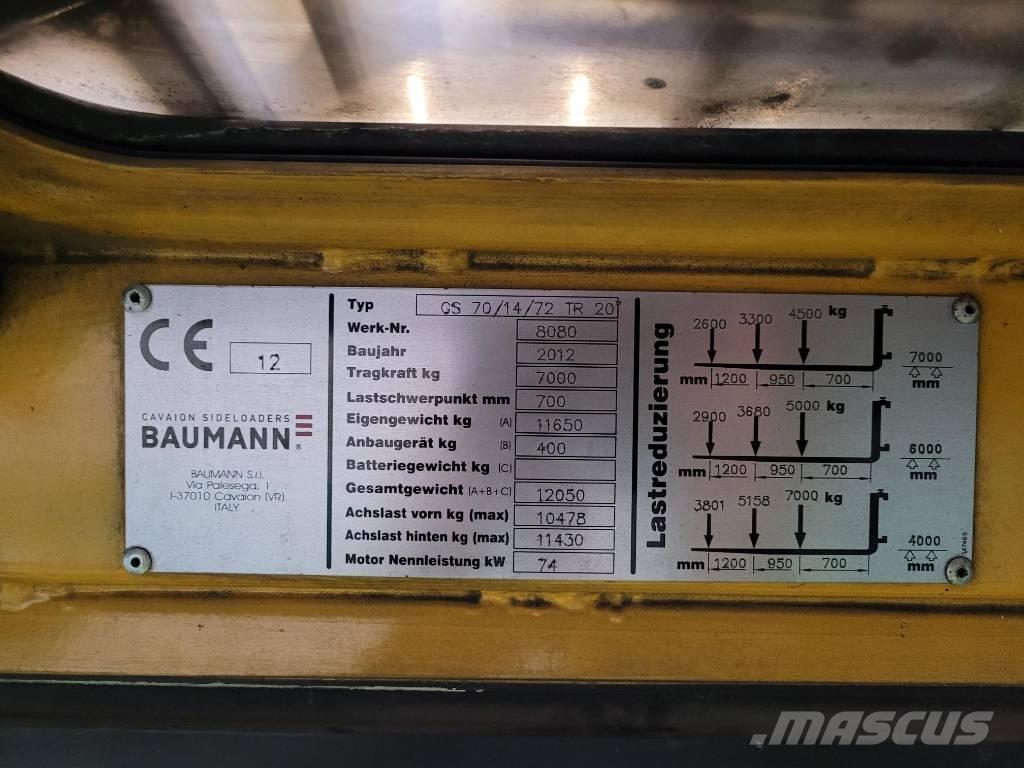 CE 12
CAVAION SIDELOADERS
BAUMANN®
BAUMANN S.r.l.
Via Palesega, 1
I-37010 Cavaion (VR)
ITALY
Typ GS 70/14/72 TR 20
Werk-Nr. 8080
Baujahr 2012
Tragkraft kg 7000
Lastschwerpunkt mm 700
Eigengewicht kg (A) 11650
Anbaugerät kg (B) 400
Batteriegewicht kg (C)
Gesamtgewicht (A+B+C) 12050
Achslast vorn kg (max) 10478
Achslast hinten kg (max) 11430
Motor Nennleistung kW 74
Lastreduzierung
2600 3300 4500 kg
mm 1200 950 700
7000
mm
2900 3680 5000 kg
mm 1200 950 700
6000
mm
3801 5158 7000 kg
mm 1200 950 700
4000
mm
MASCUS